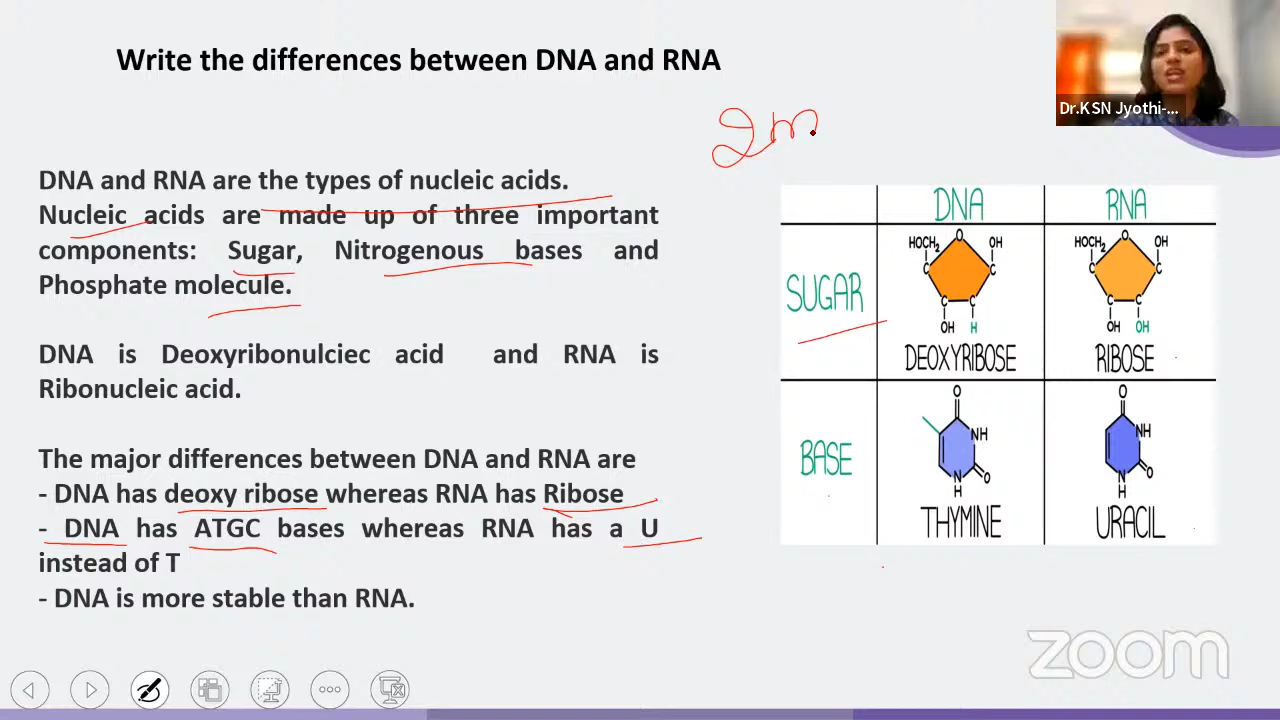 Write the differences between DNA and RNA
Dr.KSN Jyothi-...
2m
DNA and RNA are the types of nucleic acids.
Nucleic acids are made up of three important
components: Sugar, Nitrogenous bases and
Phosphate molecule.
DNA is Deoxyribonulciec acid and RNA is
Ribonucleic acid.
The major differences between DNA and RNA are
- DNA has deoxy ribose whereas RNA has Ribose
- DNA has ATGC bases whereas RNA has a U
instead of T
- DNA is more stable than RNA.
DNA RNA
SUGAR
HOCH2 O OH HOCH2 O OH
C C C C
C C C C
OH H OH OH
DEOXYRIBOSE RIBOSE
BASE
O O
NH NH
N O N O
H H
THYMINE URACIL
zoom